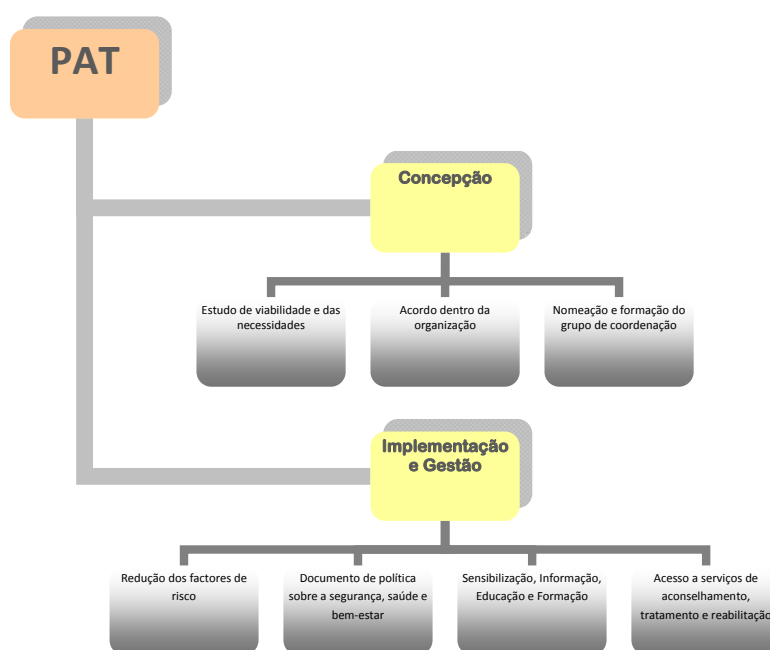 PAT
Concepção
Estudo de viabilidade e das
necessidades
Acordo dentro da
organização
Nomeação e formação do
grupo de coordenação
Implementação
e Gestão
Redução dos factores de
risco
Documento de política
sobre a segurança, saúde e
bem-estar
Sensibilização, Informação,
Educação e Formação
Acesso a serviços de
aconselhamento,
tratamento e reabilitação